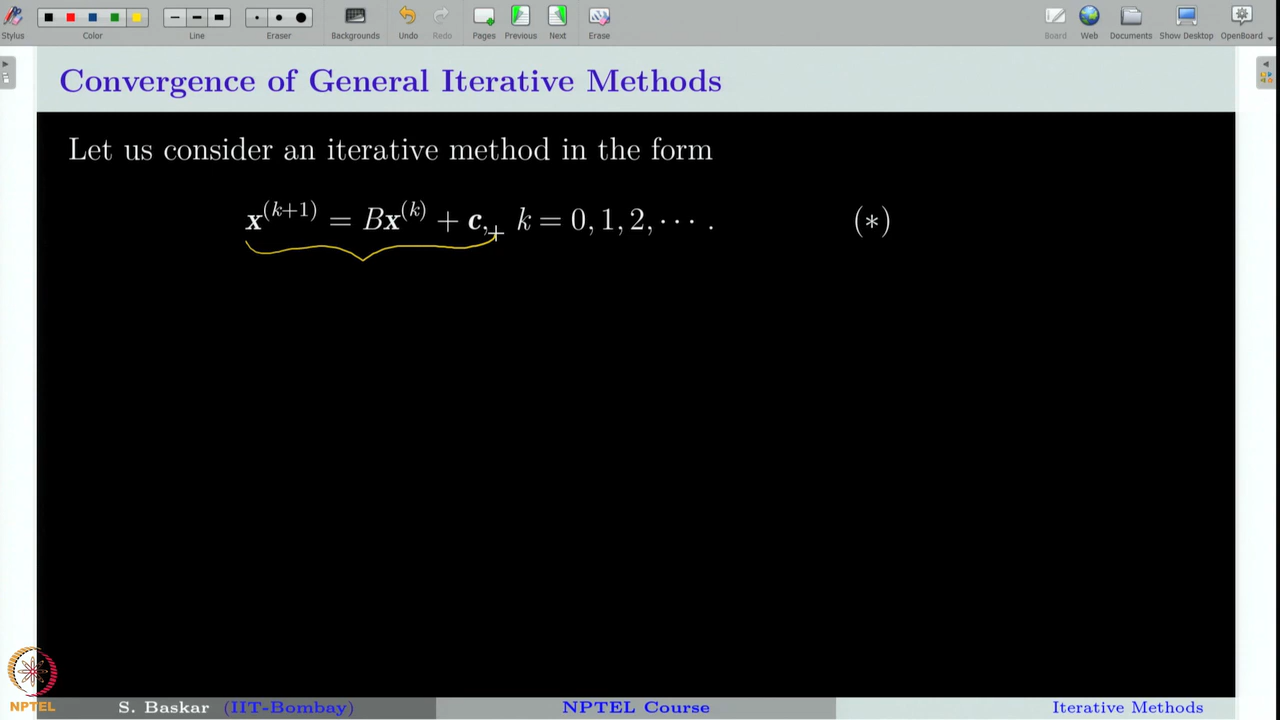 Stylus Color Line Eraser Backgrounds Undo Redo Pages Previous Next Erase Board Web Documents Show Desktop OpenBoard
Convergence of General Iterative Methods
Let us consider an iterative method in the form
x^(k+1) = Bx^(k) + c, k = 0, 1, 2, ⋯ . (∗)
NPTEL
S. Baskar (IIT-Bombay) NPTEL Course Iterative Methods